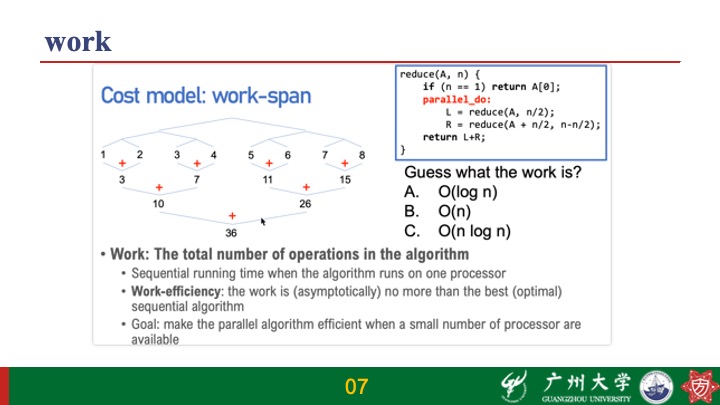 work
Cost model: work-span
1 2 3 4 5 6 7 8
+ + + +
3 7 11 15
+ +
10 26
+
36
reduce(A, n) {
if (n == 1) return A[0];
parallel_do:
L = reduce(A, n/2);
R = reduce(A + n/2, n-n/2);
return L+R;
}
Guess what the work is?
A. O(log n)
B. O(n)
C. O(n log n)
• Work: The total number of operations in the algorithm
• Sequential running time when the algorithm runs on one processor
• Work-efficiency: the work is (asymptotically) no more than the best (optimal)
sequential algorithm
• Goal: make the parallel algorithm efficient when a small number of processor are
available
07
广州大学
GUANGZHOU UNIVERSITY